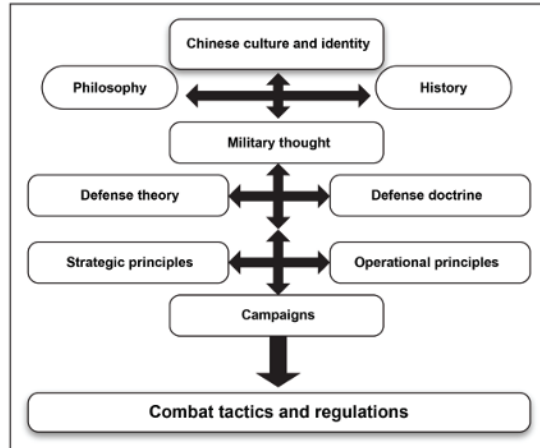 Chinese culture and identity
Philosophy
History
Military thought
Defense theory
Defense doctrine
Strategic principles
Operational principles
Campaigns
Combat tactics and regulations